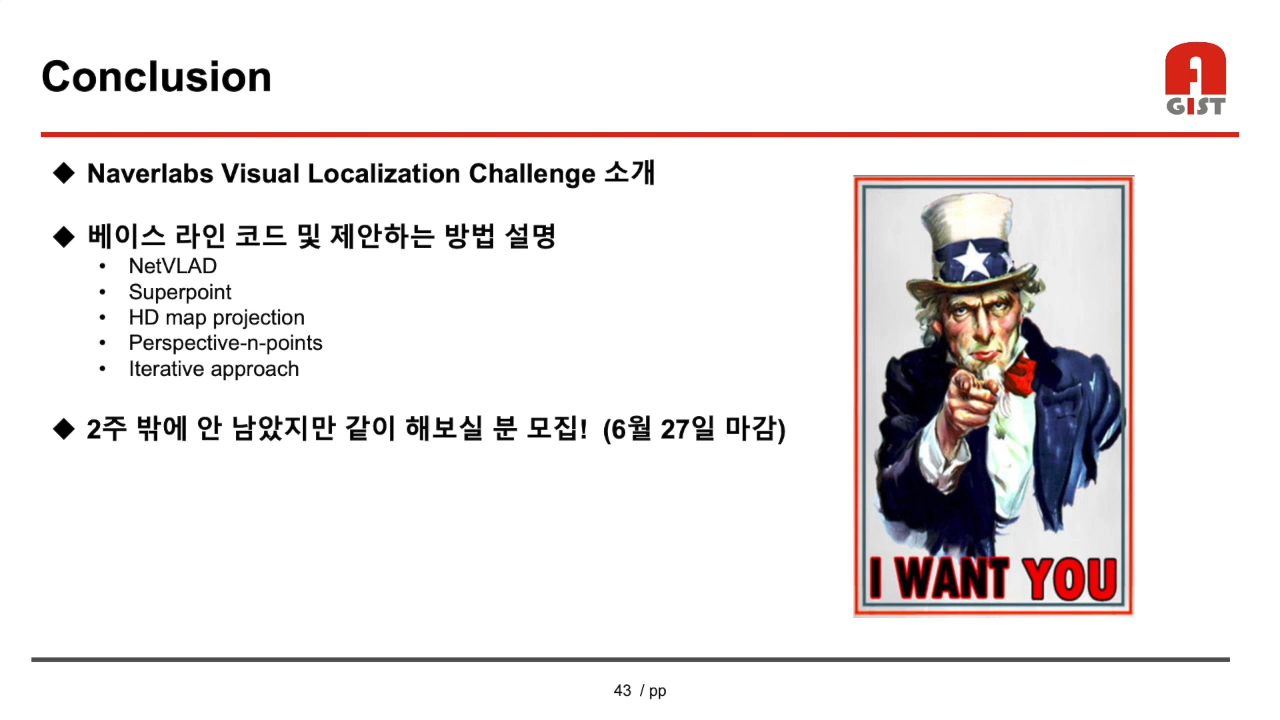 Conclusion
GIST
◆ Naverlabs Visual Localization Challenge 소개
◆ 베이스 라인 코드 및 제안하는 방법 설명
• NetVLAD
• Superpoint
• HD map projection
• Perspective-n-points
• Iterative approach
◆ 2주 밖에 안 남았지만 같이 해보실 분 모집! (6월 27일 마감)
I WANT YOU
43 / pp